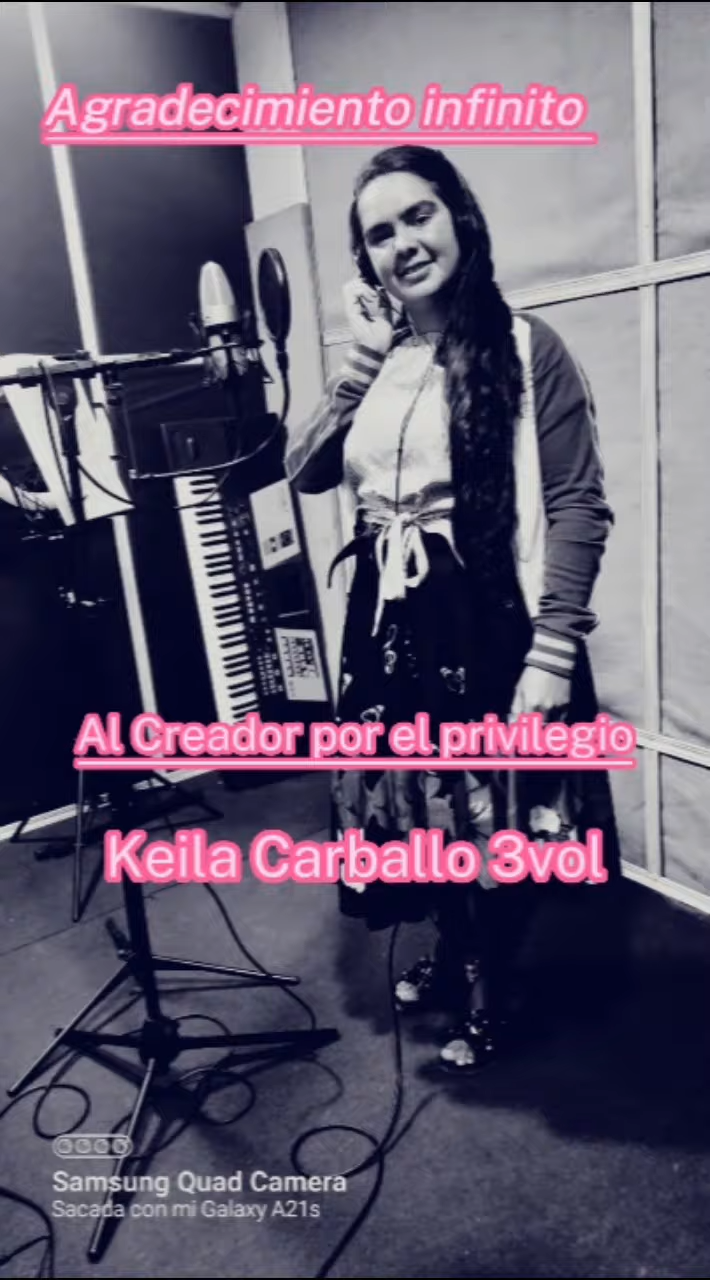 Agradecimiento infinito
Al Creador por el privilegio
Keila Carballo 3vol
Samsung Quad Camera
Sacada con mi Galaxy A21s